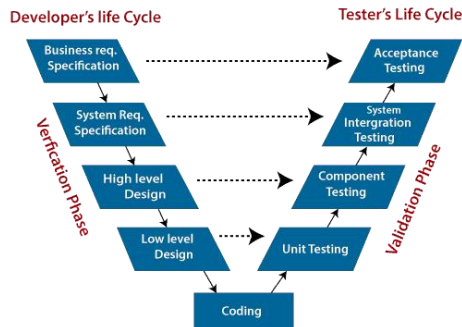 Developer's life Cycle
Tester's Life Cycle
Business req.
Specification
Acceptance
Testing
System Req.
Specification
System
Intergration
Testing
Verfication Phase
High level
Design
Component
Testing
Validation Phase
Low level
Design
Unit Testing
Coding